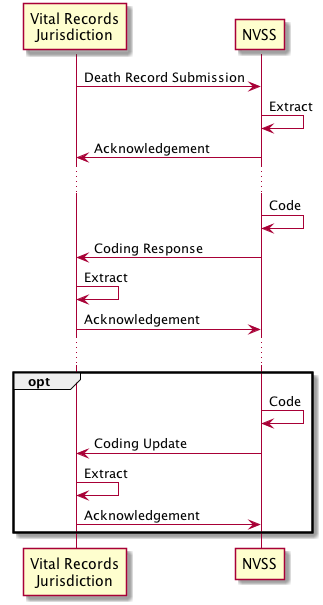 Vital Records
Jurisdiction
NVSS
Death Record Submission
Extract
Acknowledgement
Code
Coding Response
Extract
Acknowledgement
opt
Code
Coding Update
Extract
Acknowledgement
Vital Records
Jurisdiction
NVSS